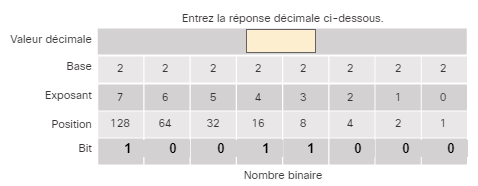 Entrez la réponse décimale ci-dessous.
Valeur décimale
Base 2 2 2 2 2 2 2 2
Exposant 7 6 5 4 3 2 1 0
Position 128 64 32 16 8 4 2 1
Bit 1 0 0 1 1 0 0 0
Nombre binaire